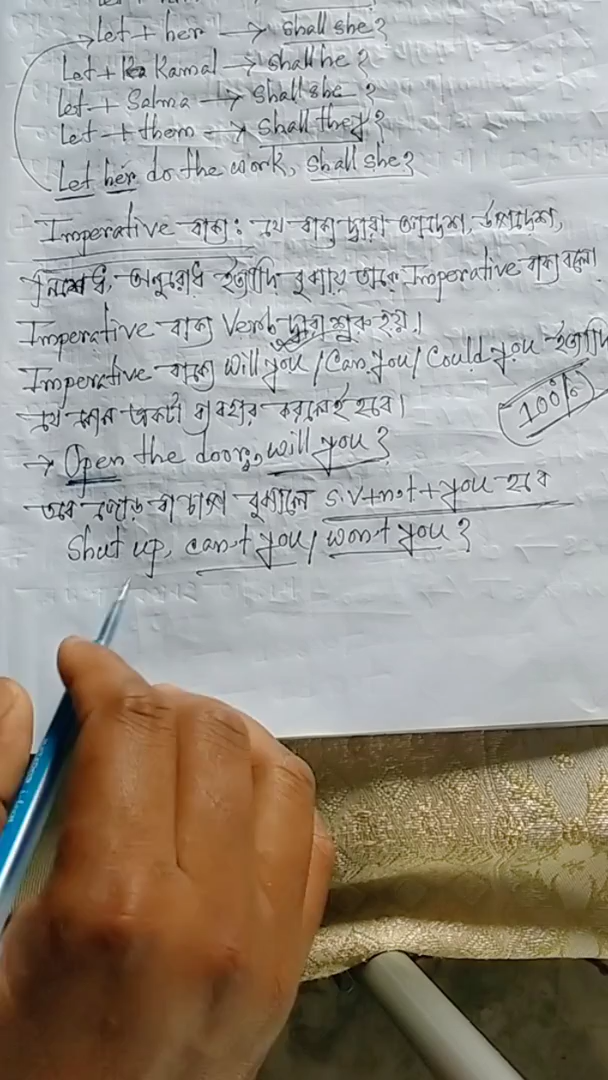 Let + her → shall she?
Let + Kamal → shall he?
Let + Salma → shall she?
Let + them → shall they?
Let her do the work, shall she?
Imperative বাক্য: যে বাক্য দ্বারা আদেশ, উপদেশ,
নিষেধ, অনুরোধ ইত্যাদি বুঝায় তাকে Imperative বাক্য বলে।
Imperative বাক্য Verb দ্বারা শুরু হয়।
Imperative বাক্যে will you/Can you/Could you ইত্যাদি
যে কোন একটা ব্যবহার করলেই হবে।
100%
→ Open the door, will you?
তবে জোড় বা চাপ বুঝালে s.v+not+you হবে
Shut up, can't you/won't you?